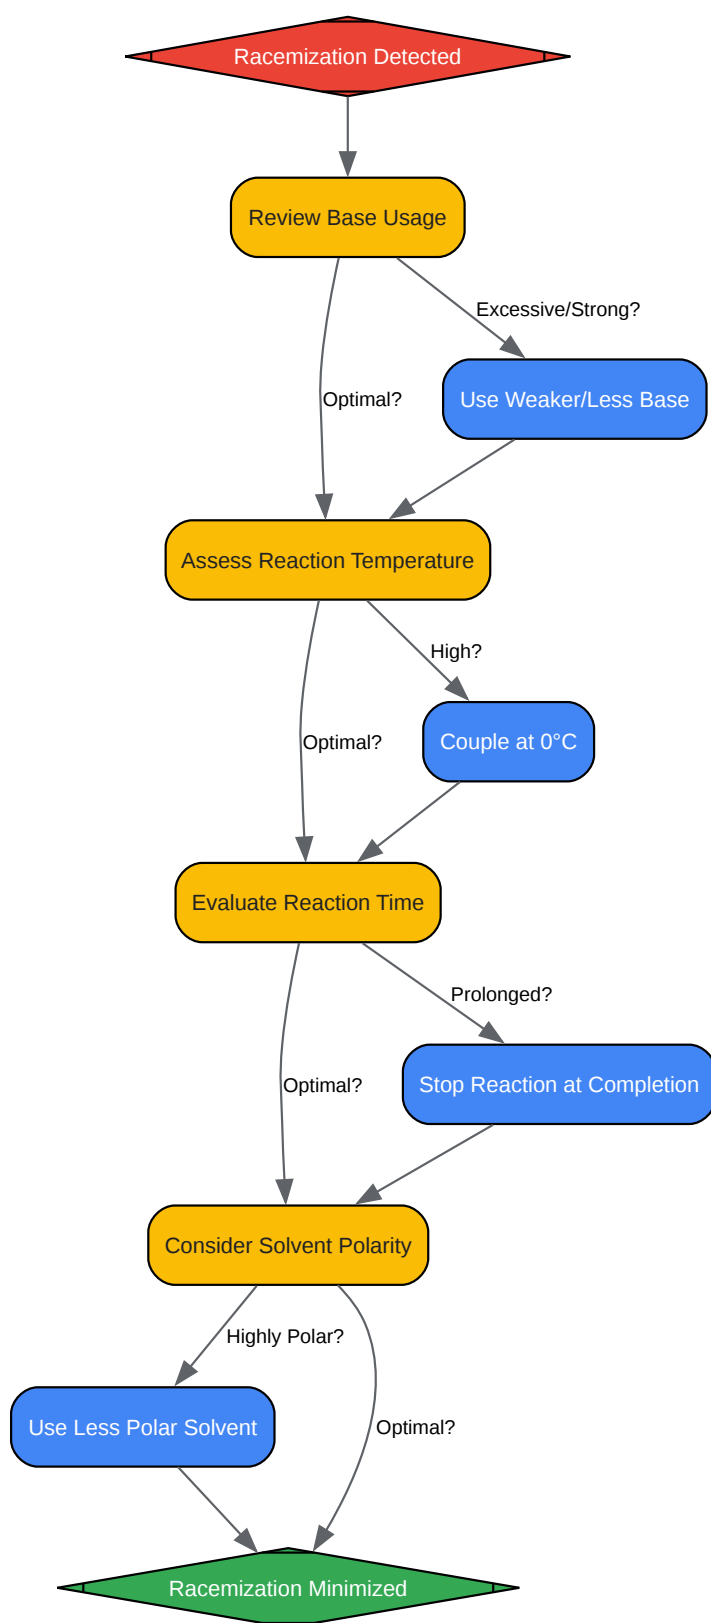 Racemization Detected
Review Base Usage
Excessive/Strong?
Optimal?
Use Weaker/Less Base
Assess Reaction Temperature
High?
Optimal?
Couple at 0°C
Evaluate Reaction Time
Prolonged?
Optimal?
Stop Reaction at Completion
Consider Solvent Polarity
Highly Polar?
Use Less Polar Solvent
Optimal?
Racemization Minimized